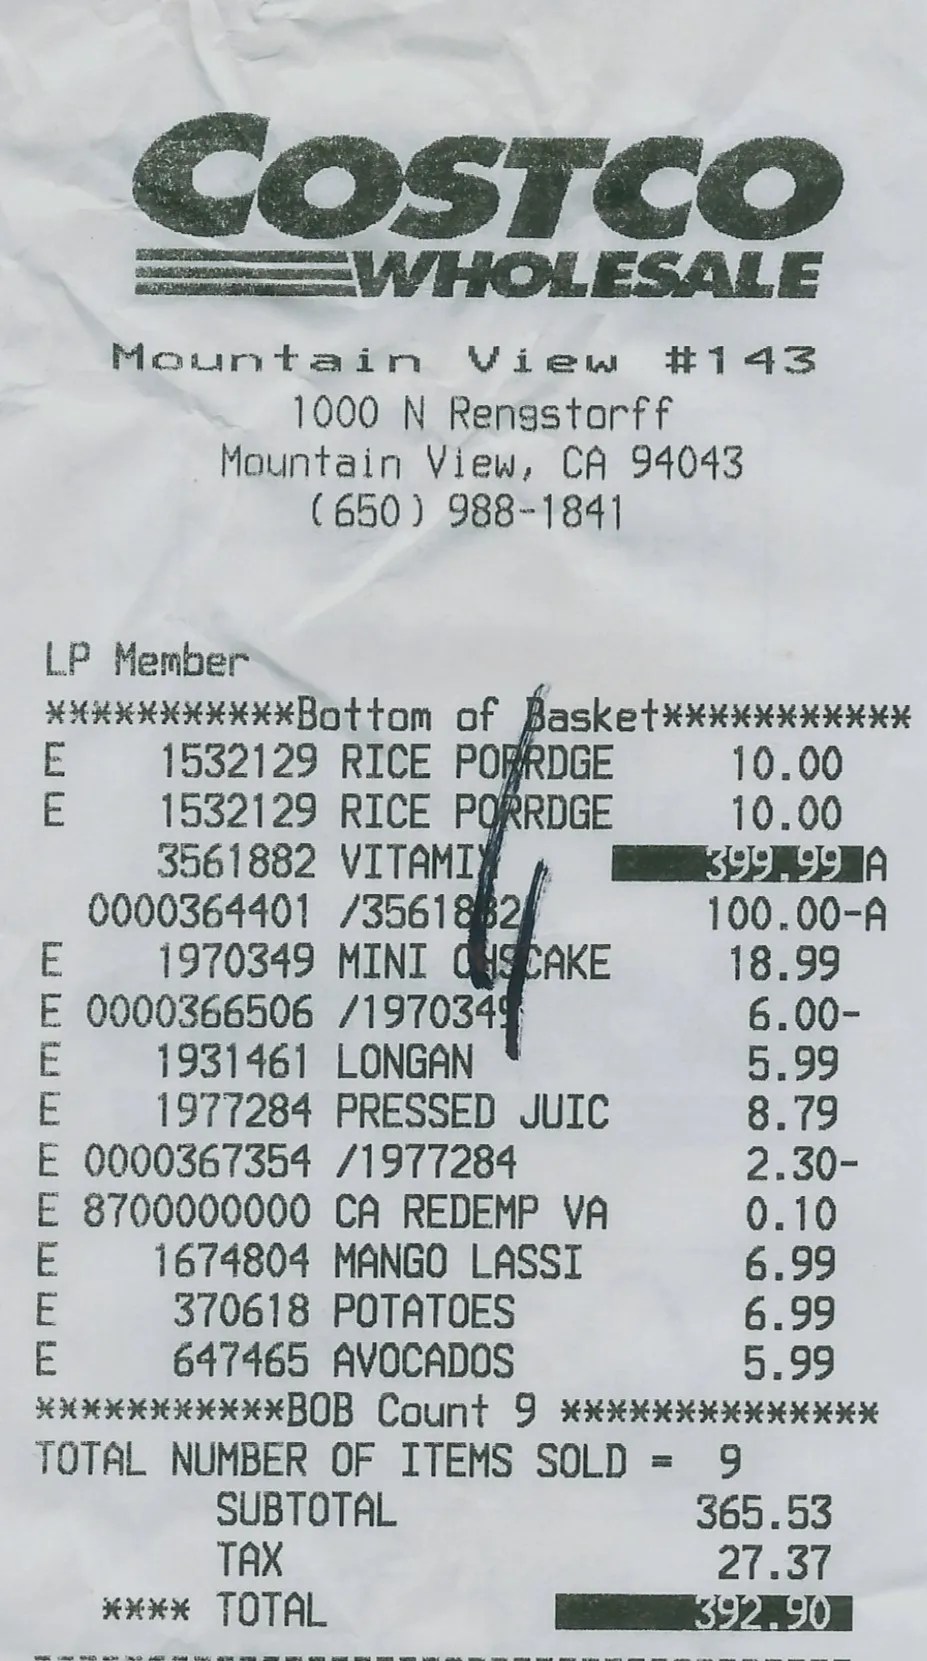 COSTCO
WHOLESALE
Mountain View #143
1000 N Rengstorff
Mountain View, CA 94043
(650) 988-1841
LP Member
***********Bottom of Basket***********
E 1532129 RICE PORRDGE 10.00
E 1532129 RICE PORRDGE 10.00
3561882 VITAMIX 399.99 A
0000364401 /3561882 100.00-A
E 1970349 MINI CHSCAKE 18.99
E 0000366506 /1970349 6.00-
E 1931461 LONGAN 5.99
E 1977284 PRESSED JUIC 8.79
E 0000367354 /1977284 2.30-
E 8700000000 CA REDEMP VA 0.10
E 1674804 MANGO LASSI 6.99
E 370618 POTATOES 6.99
E 647465 AVOCADOS 5.99
***********BOB Count 9 **************
TOTAL NUMBER OF ITEMS SOLD = 9
SUBTOTAL 365.53
TAX 27.37
**** TOTAL 392.90